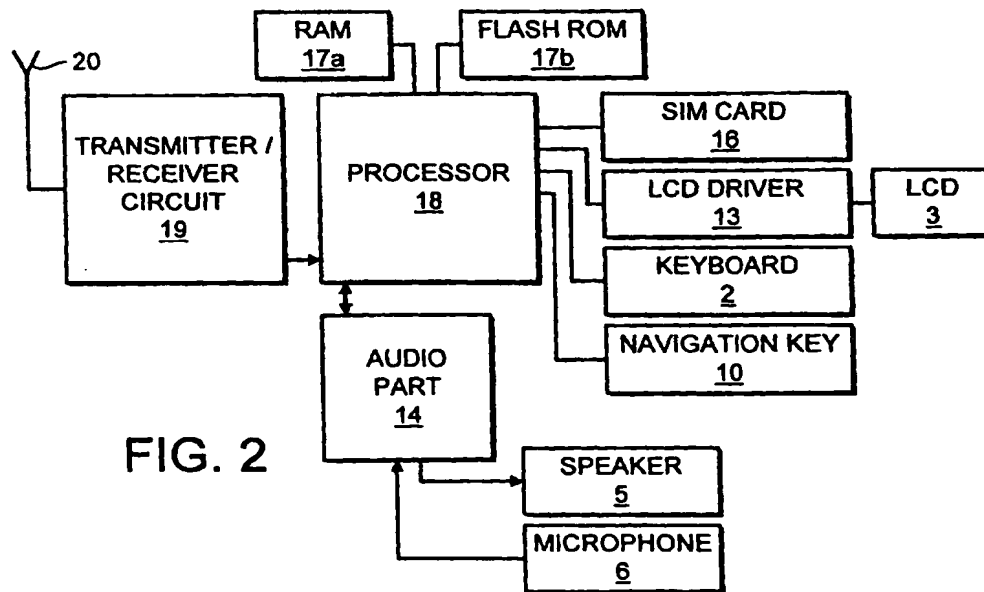 RAM
17a
FLASH ROM
17b
20
TRANSMITTER /
RECEIVER
CIRCUIT
19
PROCESSOR
18
SIM CARD
16
LCD DRIVER
13
LCD
3
KEYBOARD
2
NAVIGATION KEY
10
AUDIO
PART
14
FIG. 2
SPEAKER
5
MICROPHONE
6